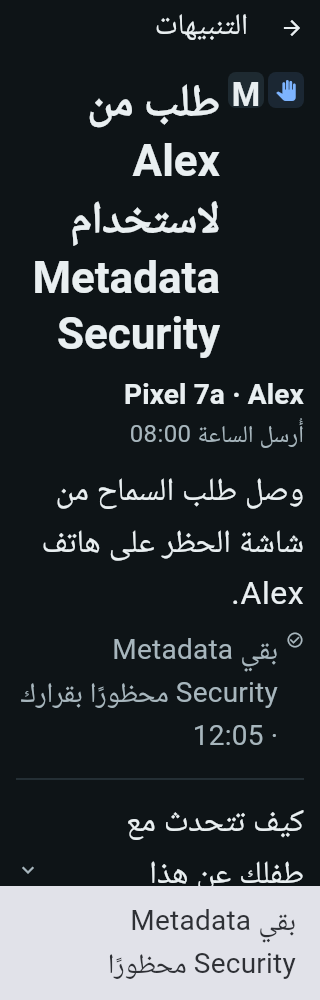 التنبيهات
M
طلب من
Alex
لاستخدام
Metadata
Security
Pixel 7a · Alex
أُرسل الساعة 08:00
وصل طلب السماح من
شاشة الحظر على هاتف
Alex.
بقي Metadata
Security محظورًا بقرارك
· 12:05
كيف تتحدث مع
طفلك عن هذا
بقي Metadata
Security محظورًا